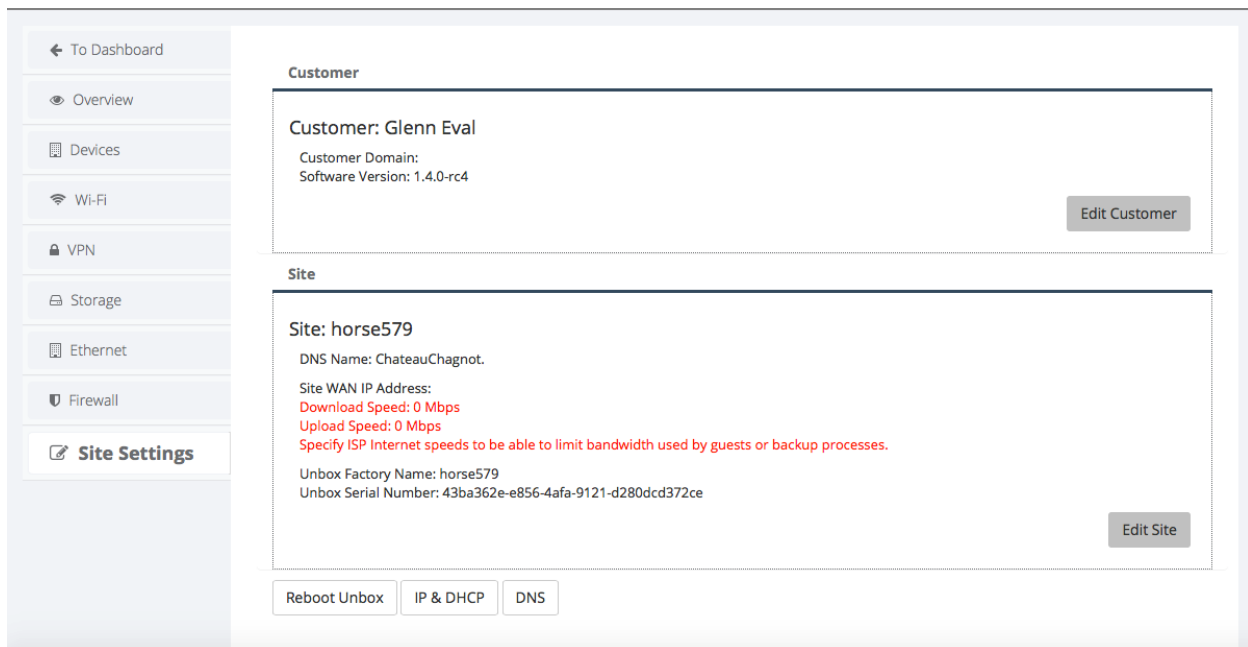 To Dashboard
Overview
Devices
Wi-Fi
VPN
Storage
Ethernet
Firewall
Site Settings
Customer
Customer: Glenn Eval
Customer Domain:
Software Version: 1.4.0-rc4
Edit Customer
Site
Site: horse579
DNS Name: ChateauChagnot.
Site WAN IP Address:
Download Speed: 0 Mbps
Upload Speed: 0 Mbps
Specify ISP Internet speeds to be able to limit bandwidth used by guests or backup processes.
Unbox Factory Name: horse579
Unbox Serial Number: 43ba362e-e856-4afa-9121-d280dcd372ce
Edit Site
Reboot Unbox
IP & DHCP
DNS